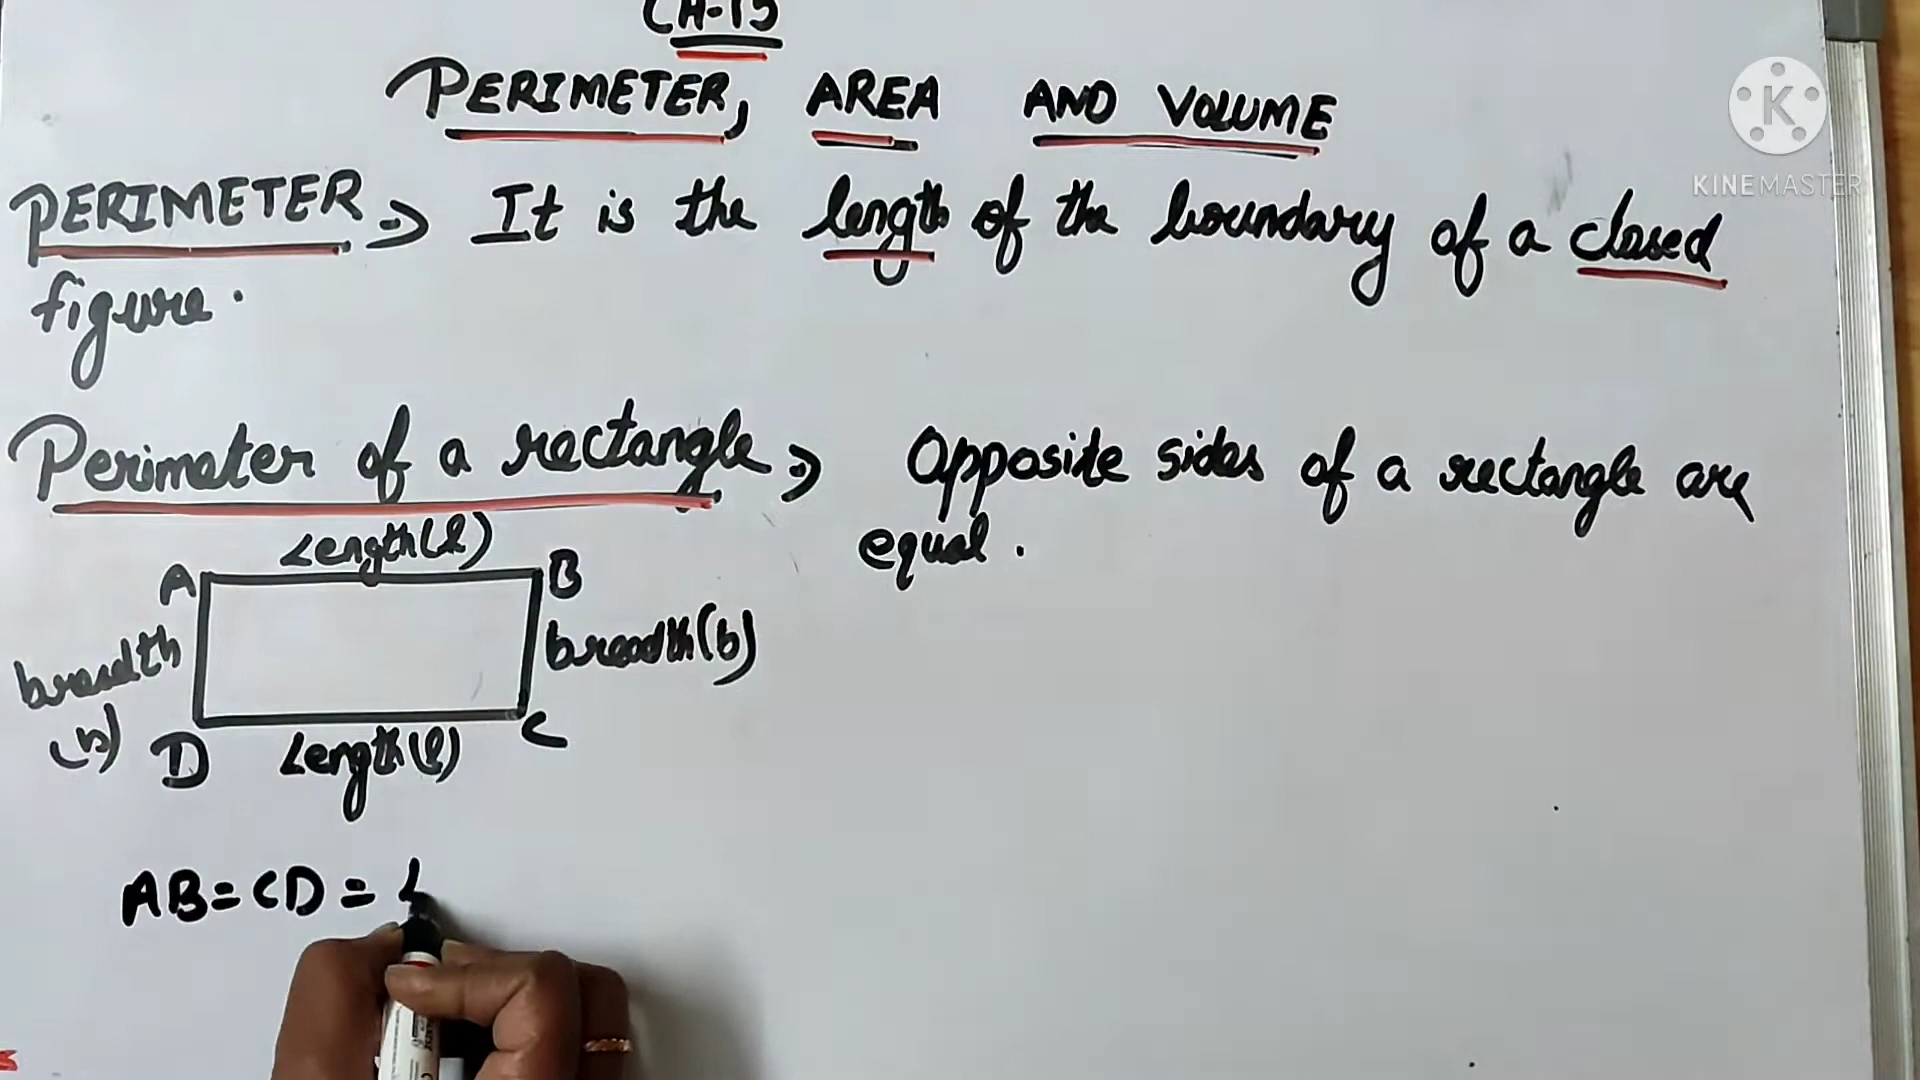 CH-15
PERIMETER, AREA AND VOLUME
K
KINEMASTER
PERIMETER :-> It is the length of the boundary of a closed
figure.
Perimeter of a rectangle :-> Opposite sides of a rectangle are
equal.
Length(l)
A B
breadth breadth(b)
(b)
D C
Length(l)
AB = CD =